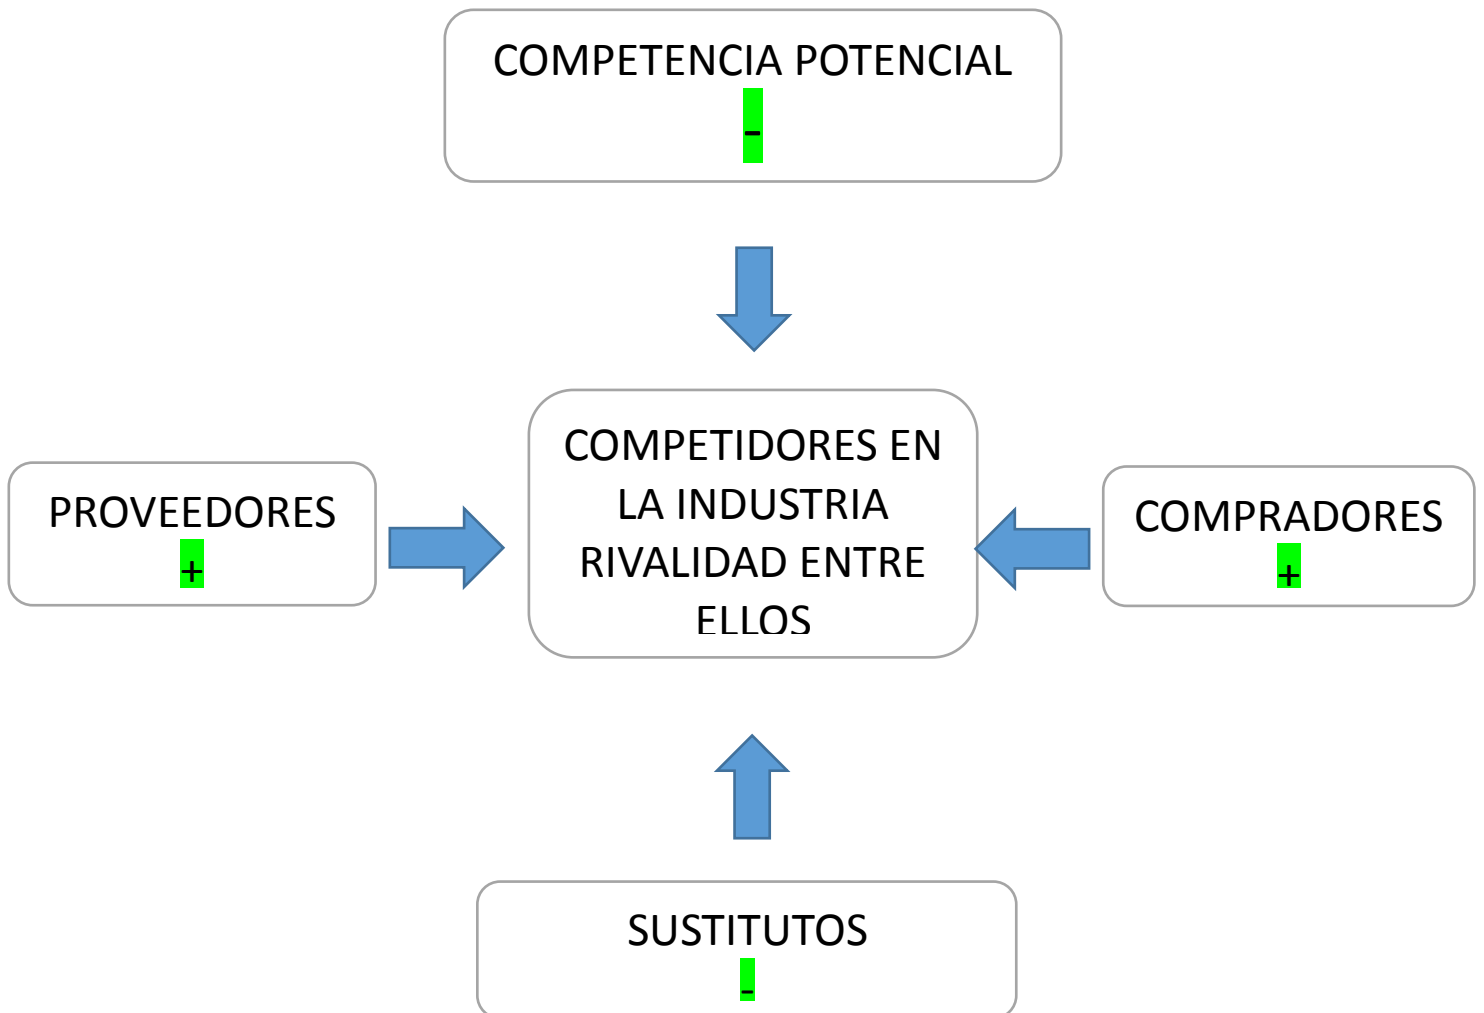 COMPETENCIA POTENCIAL
-
COMPETIDORES EN
LA INDUSTRIA
RIVALIDAD ENTRE
ELLOS
PROVEEDORES
+
COMPRADORES
+
SUSTITUTOS
-